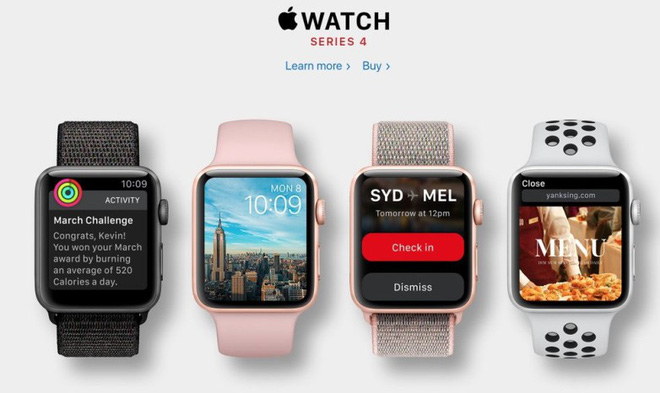 WATCH
SERIES 4
Learn more ›
Buy ›
10:09
ACTIVITY
March Challenge
Congrats, Kevin!
You won your March
award by burning
an average of 520
Calories a day.
MON 8
10:09
SYD ✈ MEL
Tomorrow at 12pm
Check in
Dismiss
Close
yanksing.com
MENU